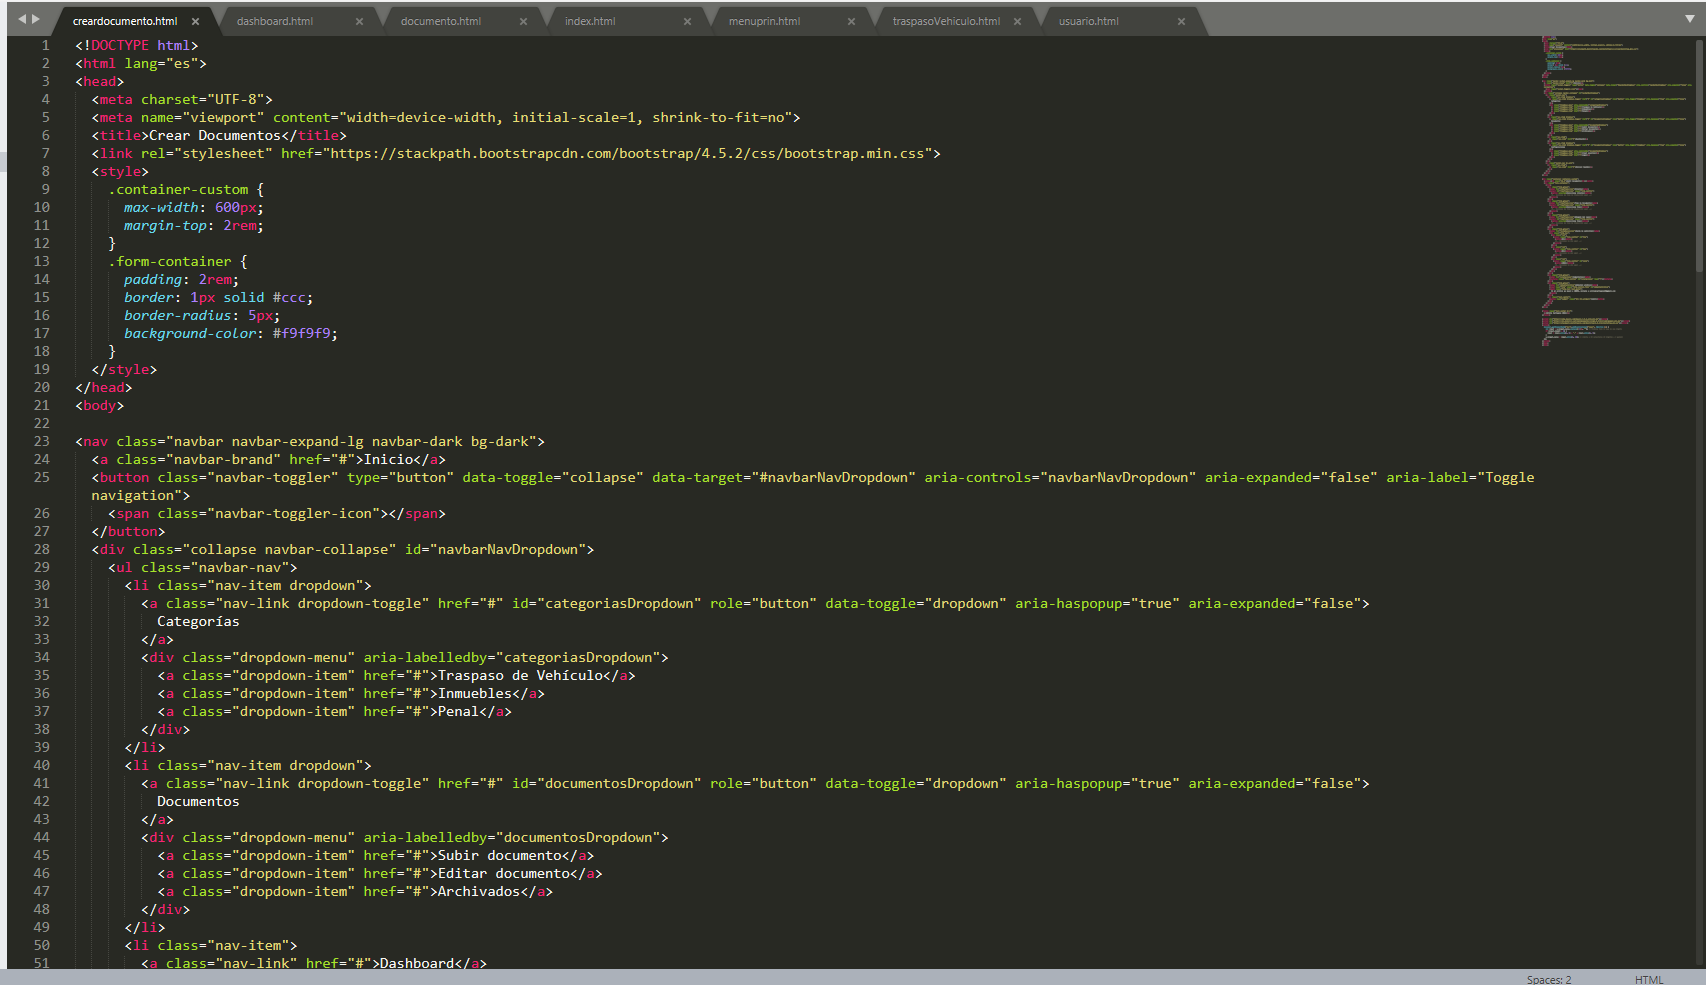 creardocumento.html × dashboard.html × documento.html × index.html × menuprin.html × traspasoVehiculo.html × usuario.html ×
1 <!DOCTYPE html>
2 <html lang="es">
3 <head>
4 <meta charset="UTF-8">
5 <meta name="viewport" content="width=device-width, initial-scale=1, shrink-to-fit=no">
6 <title>Crear Documentos</title>
7 <link rel="stylesheet" href="https://stackpath.bootstrapcdn.com/bootstrap/4.5.2/css/bootstrap.min.css">
8 <style>
9 .container-custom {
10 max-width: 600px;
11 margin-top: 2rem;
12 }
13 .form-container {
14 padding: 2rem;
15 border: 1px solid #ccc;
16 border-radius: 5px;
17 background-color: #f9f9f9;
18 }
19 </style>
20 </head>
21 <body>
22
23 <nav class="navbar navbar-expand-lg navbar-dark bg-dark">
24 <a class="navbar-brand" href="#">Inicio</a>
25 <button class="navbar-toggler" type="button" data-toggle="collapse" data-target="#navbarNavDropdown" aria-controls="navbarNavDropdown" aria-expanded="false" aria-label="Toggle
navigation">
26 <span class="navbar-toggler-icon"></span>
27 </button>
28 <div class="collapse navbar-collapse" id="navbarNavDropdown">
29 <ul class="navbar-nav">
30 <li class="nav-item dropdown">
31 <a class="nav-link dropdown-toggle" href="#" id="categoriasDropdown" role="button" data-toggle="dropdown" aria-haspopup="true" aria-expanded="false">
32 Categorías
33 </a>
34 <div class="dropdown-menu" aria-labelledby="categoriasDropdown">
35 <a class="dropdown-item" href="#">Traspaso de Vehículo</a>
36 <a class="dropdown-item" href="#">Inmuebles</a>
37 <a class="dropdown-item" href="#">Penal</a>
38 </div>
39 </li>
40 <li class="nav-item dropdown">
41 <a class="nav-link dropdown-toggle" href="#" id="documentosDropdown" role="button" data-toggle="dropdown" aria-haspopup="true" aria-expanded="false">
42 Documentos
43 </a>
44 <div class="dropdown-menu" aria-labelledby="documentosDropdown">
45 <a class="dropdown-item" href="#">Subir documento</a>
46 <a class="dropdown-item" href="#">Editar documento</a>
47 <a class="dropdown-item" href="#">Archivados</a>
48 </div>
49 </li>
50 <li class="nav-item">
51 <a class="nav-link" href="#">Dashboard</a>
Spaces: 2 HTML